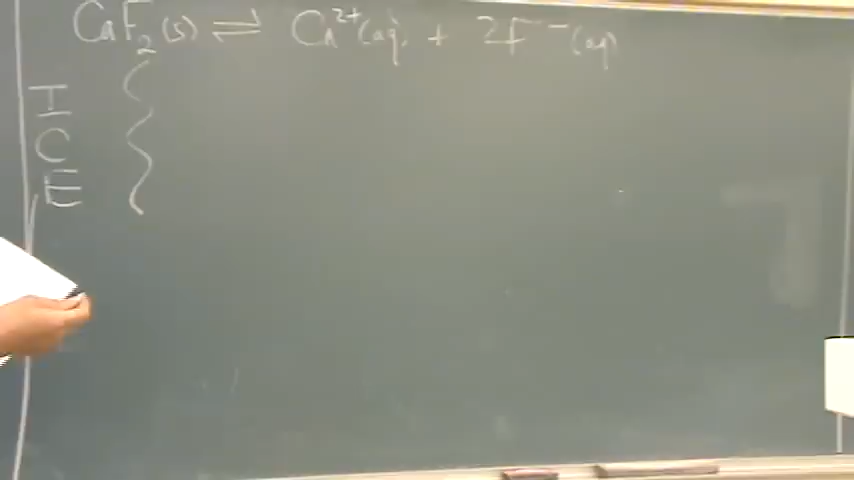 CaF₂(s) ⇌ Ca²⁺(aq) + 2F⁻(aq)
I
C
E